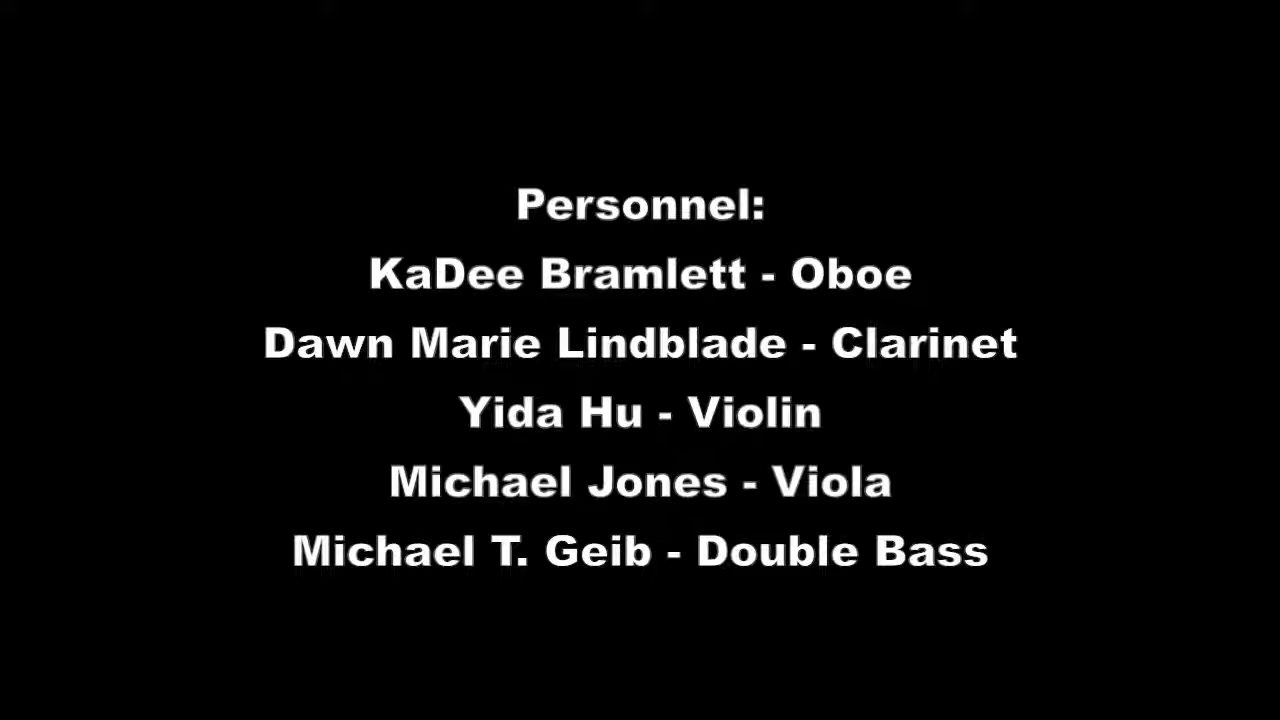 Personnel:
KaDee Bramlett - Oboe
Dawn Marie Lindblade - Clarinet
Yida Hu - Violin
Michael Jones - Viola
Michael T. Geib - Double Bass